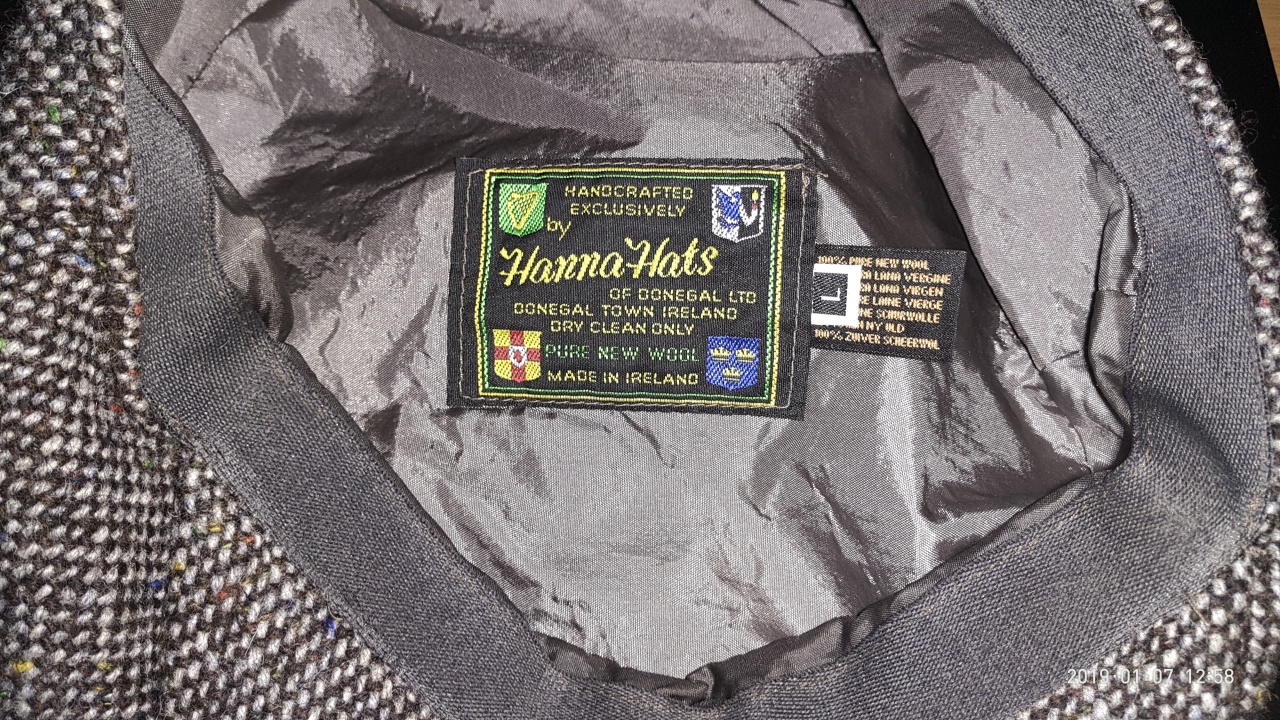 HANDCRAFTED
EXCLUSIVELY
by
Hanna Hats
OF DONEGAL LTD
DONEGAL TOWN IRELAND
DRY CLEAN ONLY
PURE NEW WOOL
MADE IN IRELAND
L
100% PURE NEW WOOL
LANA VERGINE
LANA VIRGEN
LAINE VIERGE
SCHURWOLLE
NY OLD
100% ZUIVER SCHEERWOL
2019 01 07 12:58